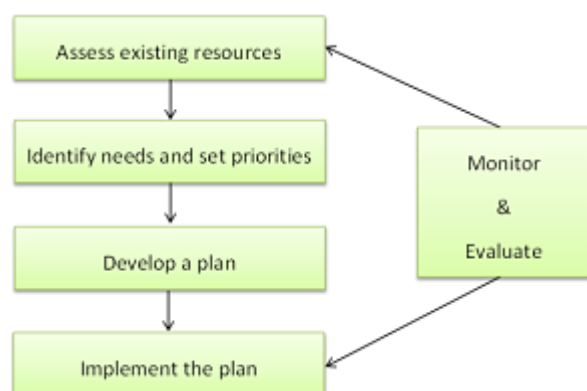 Assess existing resources
Identify needs and set priorities
Develop a plan
Implement the plan
Monitor
&
Evaluate